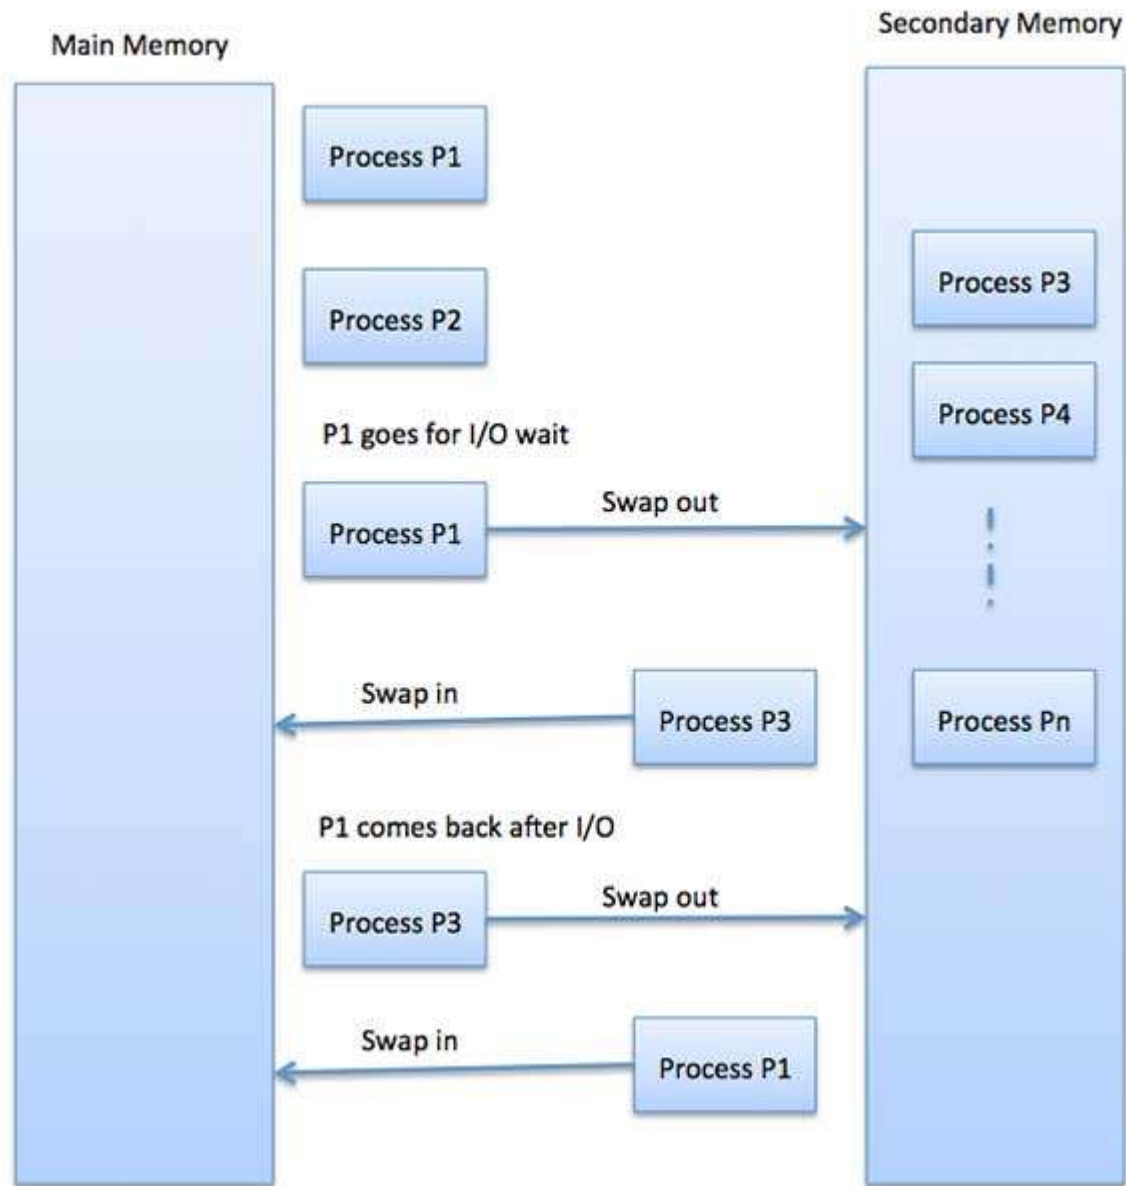 Main Memory
Secondary Memory
Process P1
Process P2
Process P3
Process P4
P1 goes for I/O wait
Process P1
Swap out
Swap in
Process P3
Process Pn
P1 comes back after I/O
Process P3
Swap out
Swap in
Process P1